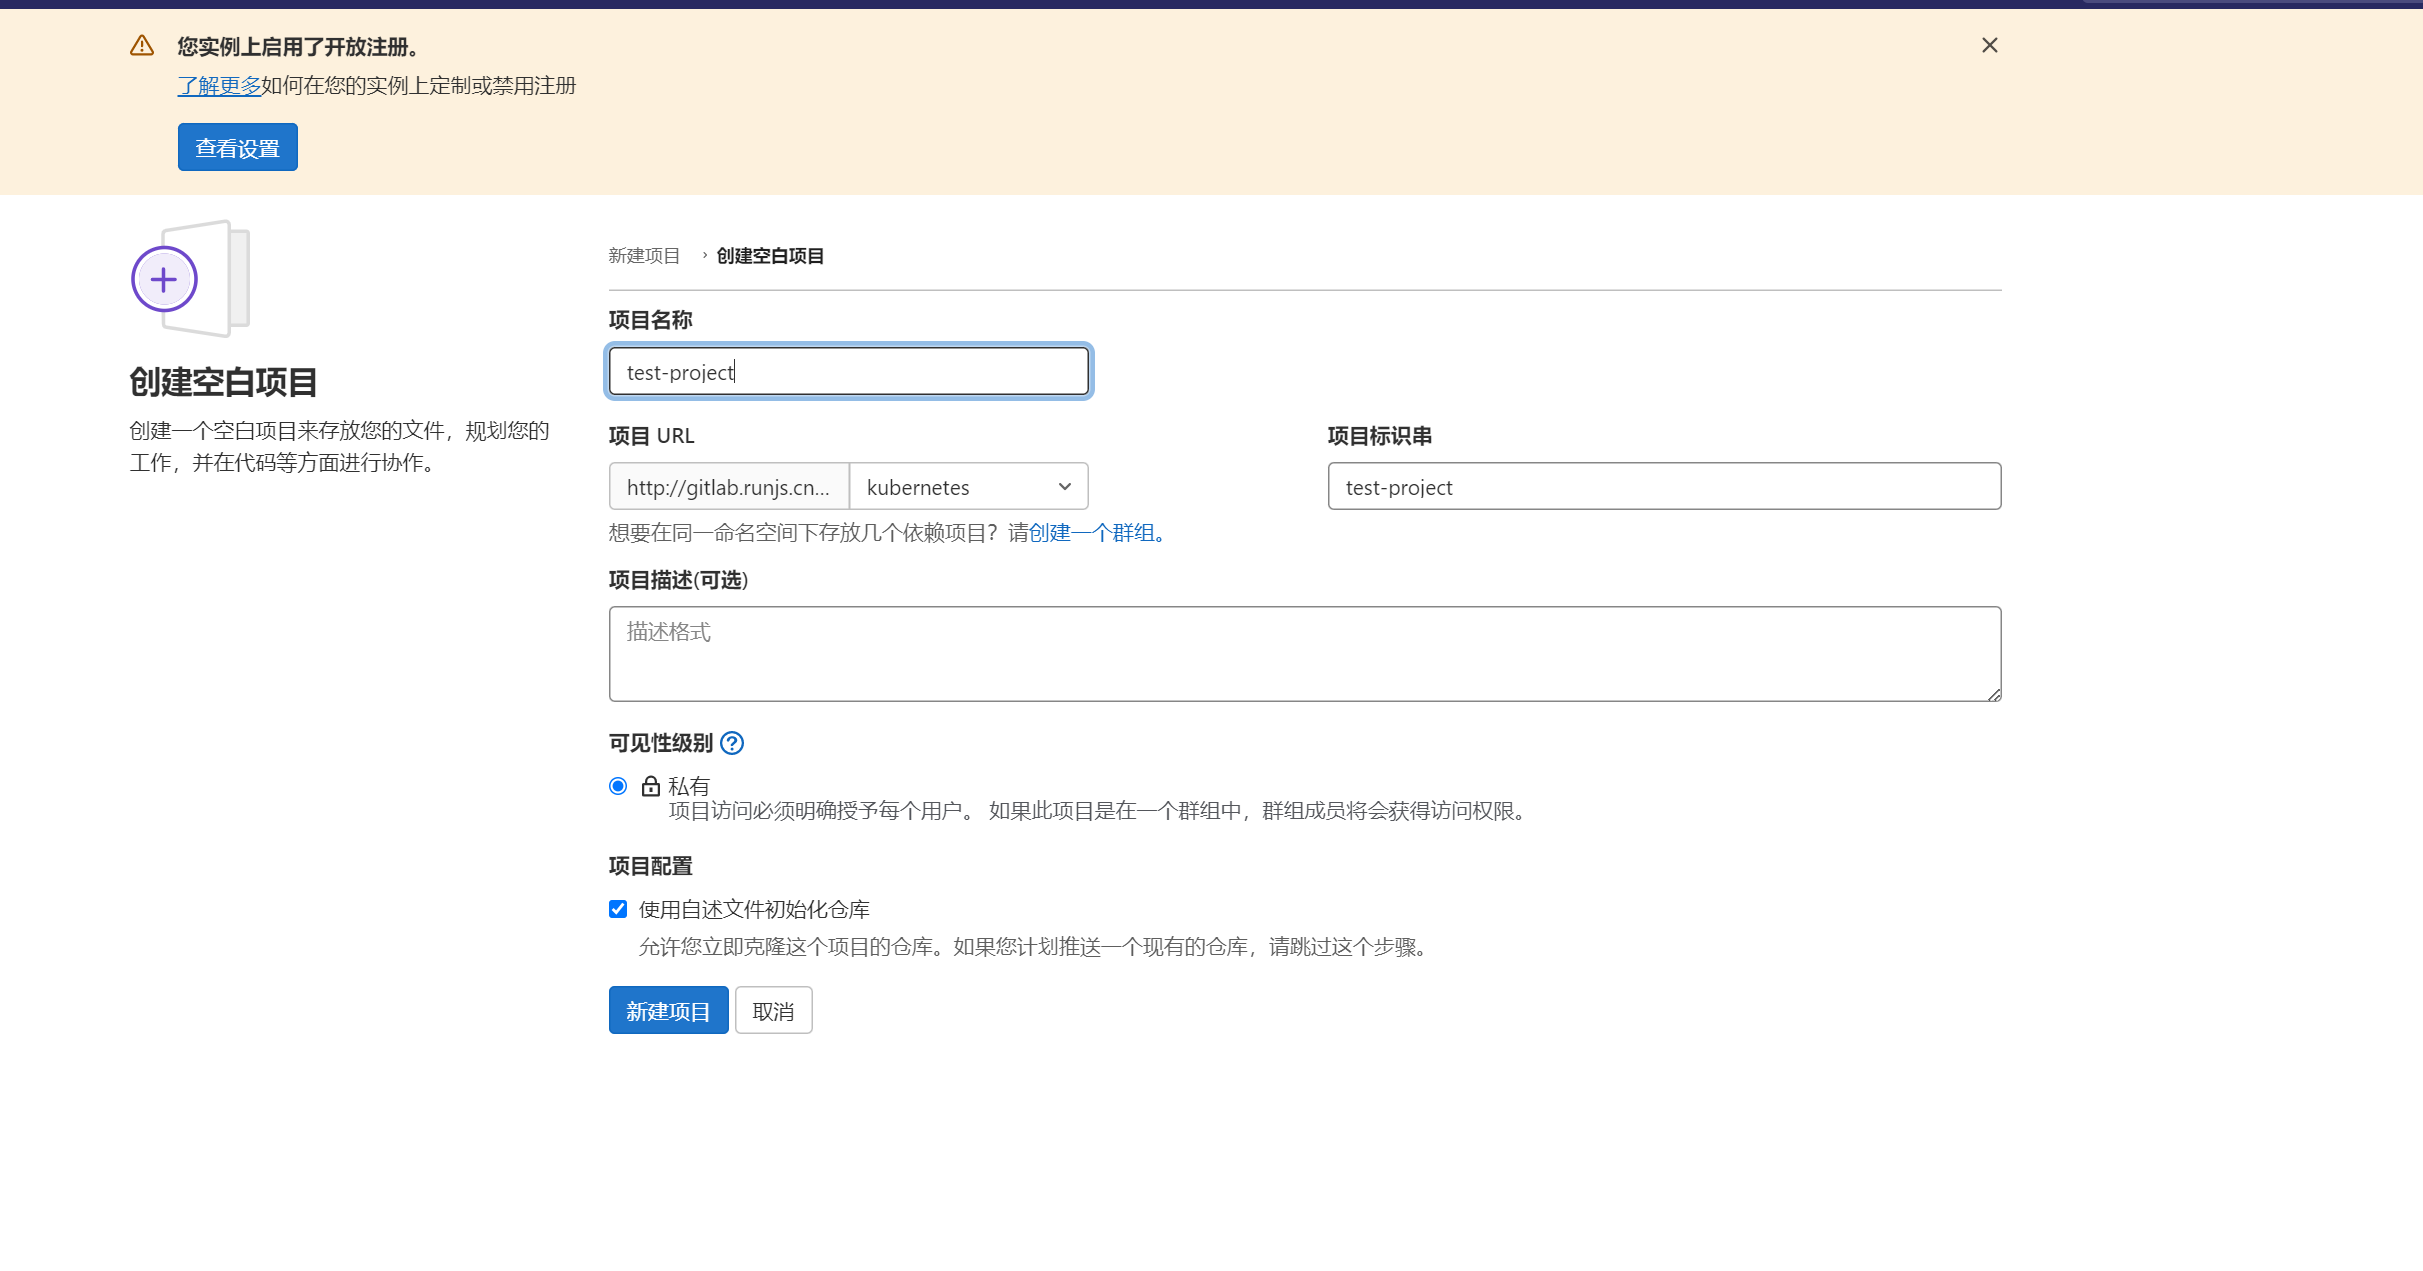 您实例上启用了开放注册。
了解更多如何在您的实例上定制或禁用注册
查看设置
创建空白项目
创建一个空白项目来存放您的文件，规划您的
工作，并在代码等方面进行协作。
新建项目 › 创建空白项目
项目名称
test-project
项目 URL
http://gitlab.runjs.cn...
kubernetes
项目标识串
test-project
想要在同一命名空间下存放几个依赖项目？请创建一个群组。
项目描述(可选)
描述格式
可见性级别
私有
项目访问必须明确授予每个用户。 如果此项目是在一个群组中，群组成员将会获得访问权限。
项目配置
使用自述文件初始化仓库
允许您立即克隆这个项目的仓库。如果您计划推送一个现有的仓库，请跳过这个步骤。
新建项目
取消